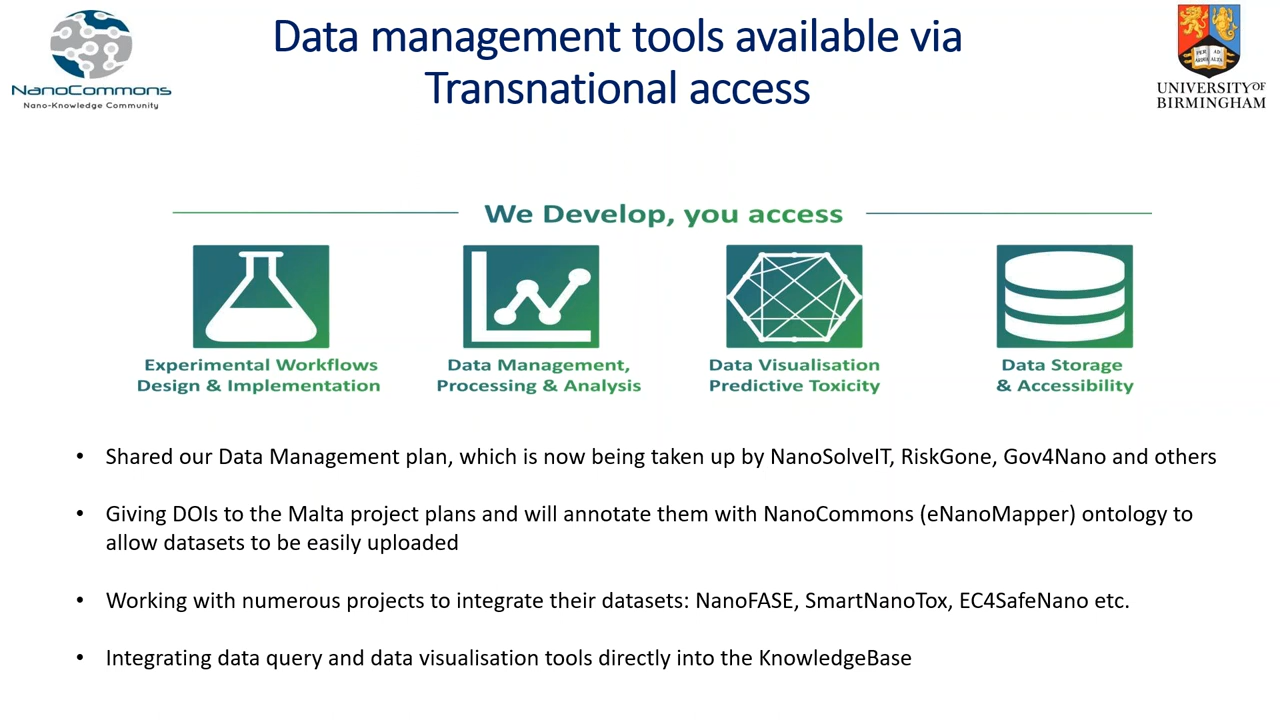 Data management tools available via
Transnational access
NanoCommons
Nano-Knowledge Community
PER AD
ARDUA ALTA
UNIVERSITY OF
BIRMINGHAM
We Develop, you access
Experimental Workflows
Design & Implementation
Data Management,
Processing & Analysis
Data Visualisation
Predictive Toxicity
Data Storage
& Accessibility
• Shared our Data Management plan, which is now being taken up by NanoSolveIT, RiskGone, Gov4Nano and others
• Giving DOIs to the Malta project plans and will annotate them with NanoCommons (eNanoMapper) ontology to
allow datasets to be easily uploaded
• Working with numerous projects to integrate their datasets: NanoFASE, SmartNanoTox, EC4SafeNano etc.
• Integrating data query and data visualisation tools directly into the KnowledgeBase